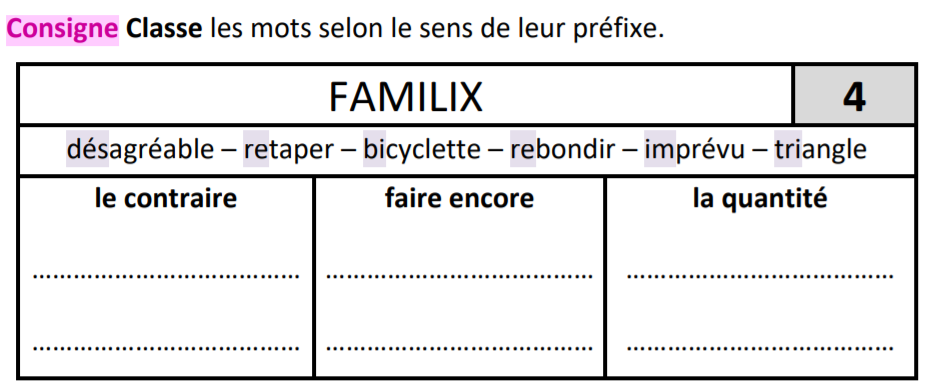 Consigne Classe les mots selon le sens de leur préfixe.
FAMILIX 4
désagréable – retaper – bicyclette – rebondir – imprévu – triangle
le contraire faire encore la quantité
………………………………… ………………………………… …………………………………
………………………………… ………………………………… …………………………………